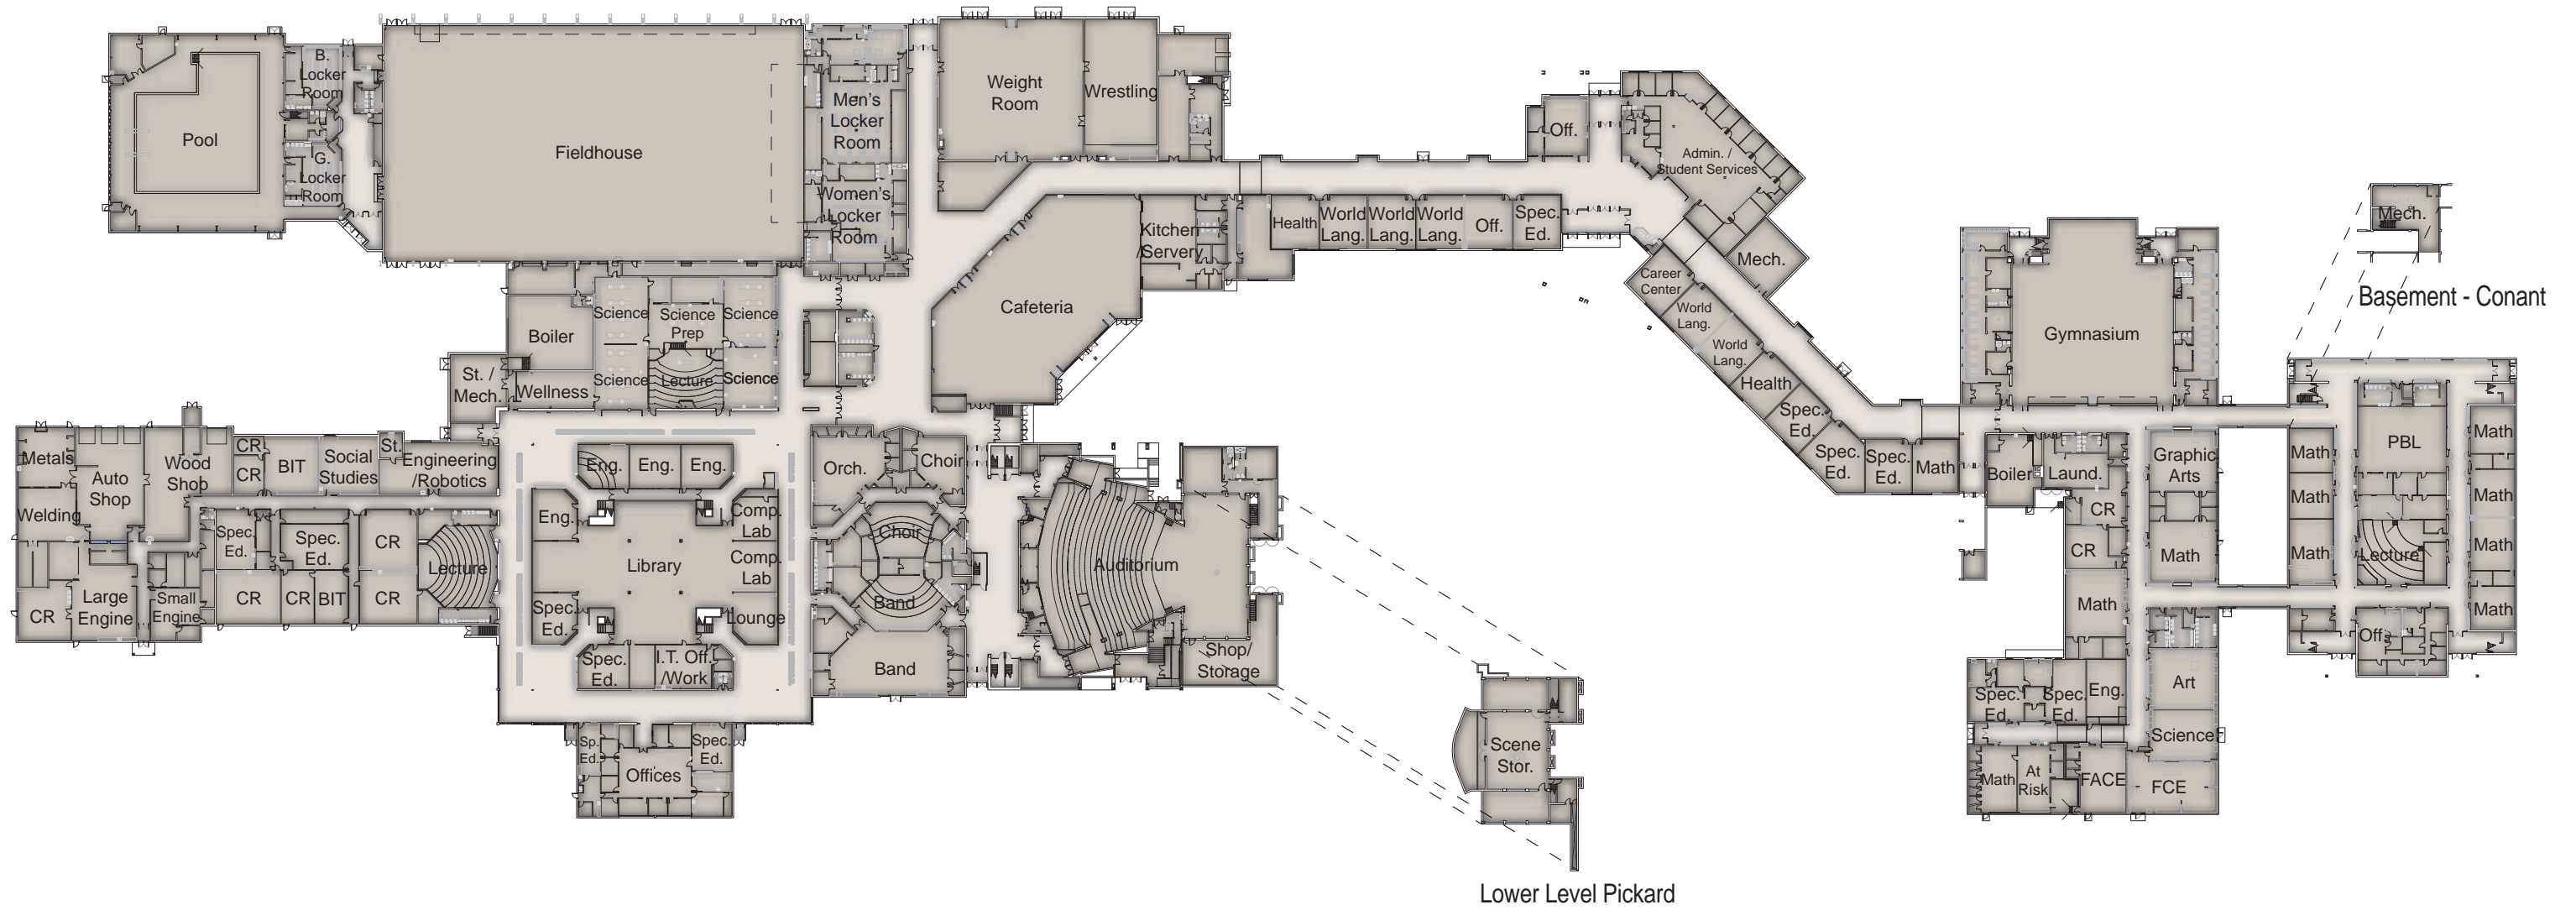 B.
Locker
Room
Pool
G.
Locker
Room
Fieldhouse
Men's
Locker
Room
Women's
Locker
Room
Weight
Room
Wrestling
Off.
Admin. /
Student Services
Kitchen
/Servery
Health
World
Lang.
World
Lang.
World
Lang.
Off.
Spec.
Ed.
Mech.
Mech.
Basement - Conant
Cafeteria
Career
Center
World
Lang.
World
Lang.
Health
Spec.
Ed.
Spec.
Ed.
Spec.
Ed.
Math
Gymnasium
Boiler
Science
Science
Prep
Science
Science
Lecture
Science
Wellness
St. /
Mech.
Metals
Auto
Shop
Wood
Shop
Welding
CR
CR
BIT
Social
Studies
St.
Engineering
/Robotics
Spec.
Ed.
Spec.
Ed.
CR
Lecture
CR
Large
Engine
Small
Engine
CR
CR
BIT
CR
Eng.
Eng.
Eng.
Eng.
Comp.
Lab
Library
Comp.
Lab
Spec.
Ed.
Lounge
Spec.
Ed.
I.T. Off.
/Work
Sp.
Ed.
Offices
Spec.
Ed.
Orch.
Choir
Choir
Band
Band
Auditorium
Shop/
Storage
Scene
Stor.
Lower Level Pickard
Boiler
Laund.
Graphic
Arts
CR
CR
Math
Math
Math
Math
Math
PBL
Lecture
Math
Math
Math
Math
Off.
Spec.
Ed.
Spec.
Ed.
Eng.
Art
Science
Math
At
Risk
FACE
FCE